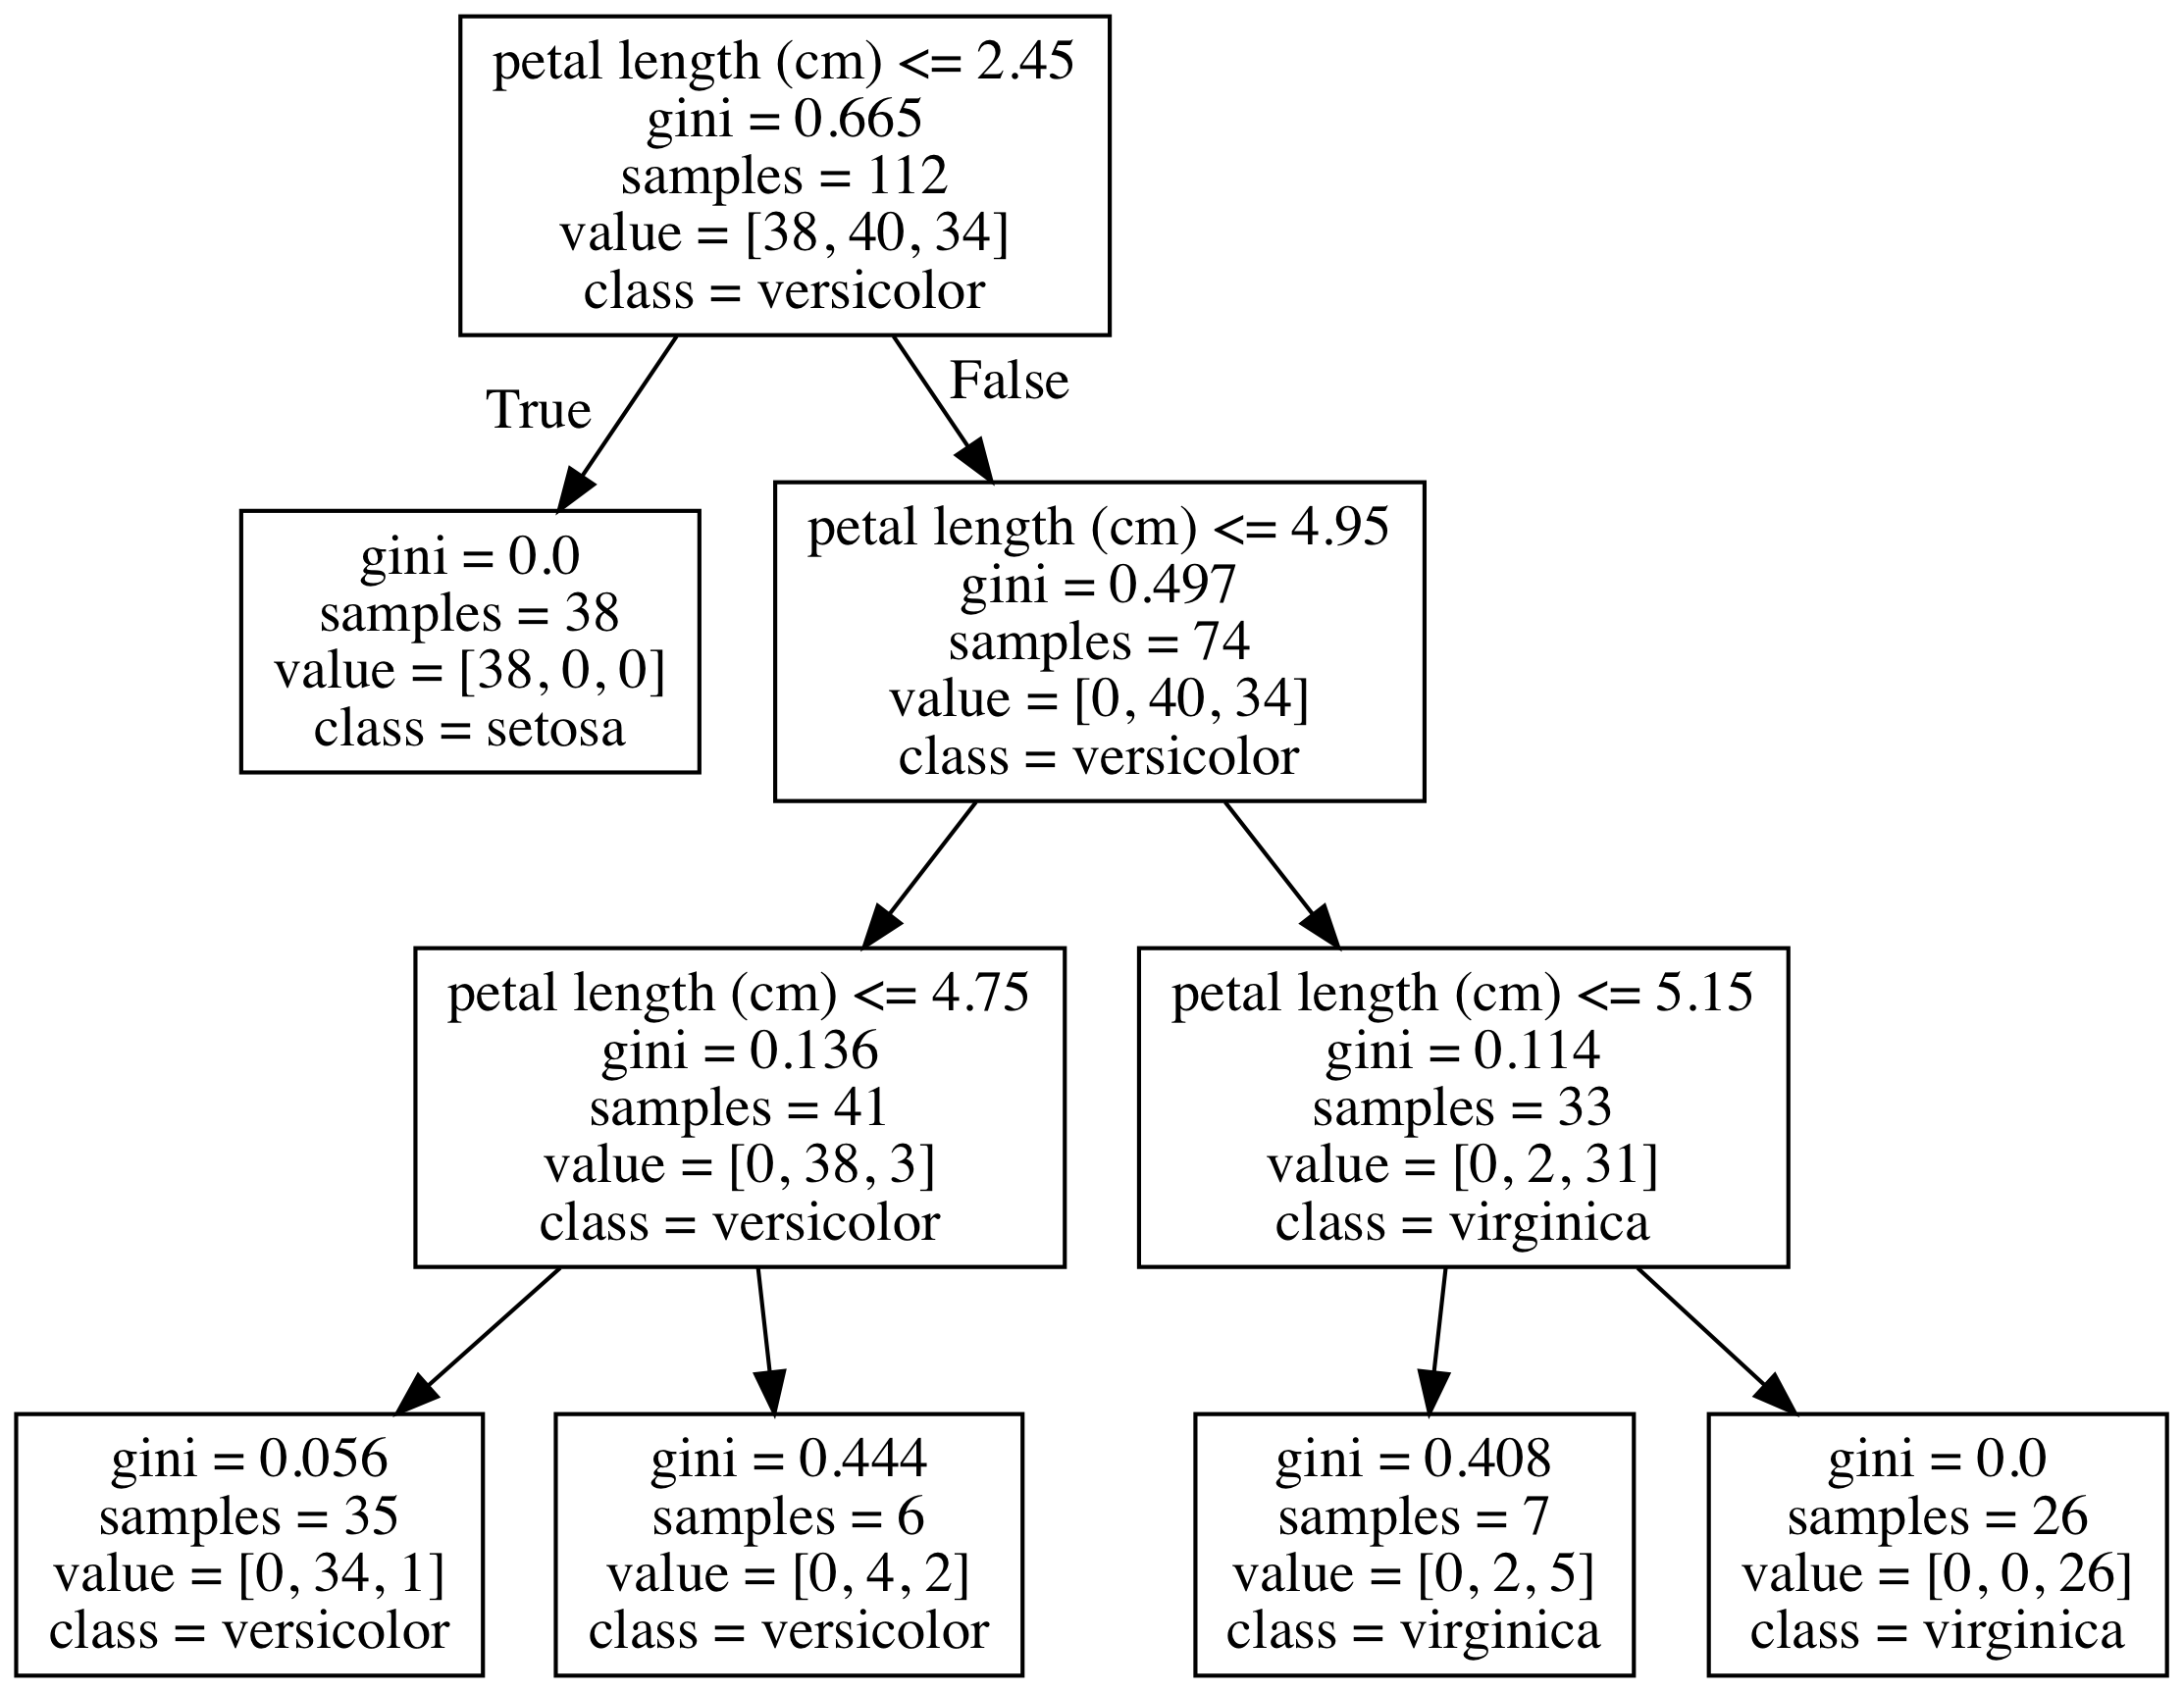 petal length (cm) <= 2.45
gini = 0.665
samples = 112
value = [38, 40, 34]
class = versicolor
True
False
gini = 0.0
samples = 38
value = [38, 0, 0]
class = setosa
petal length (cm) <= 4.95
gini = 0.497
samples = 74
value = [0, 40, 34]
class = versicolor
petal length (cm) <= 4.75
gini = 0.136
samples = 41
value = [0, 38, 3]
class = versicolor
petal length (cm) <= 5.15
gini = 0.114
samples = 33
value = [0, 2, 31]
class = virginica
gini = 0.056
samples = 35
value = [0, 34, 1]
class = versicolor
gini = 0.444
samples = 6
value = [0, 4, 2]
class = versicolor
gini = 0.408
samples = 7
value = [0, 2, 5]
class = virginica
gini = 0.0
samples = 26
value = [0, 0, 26]
class = virginica